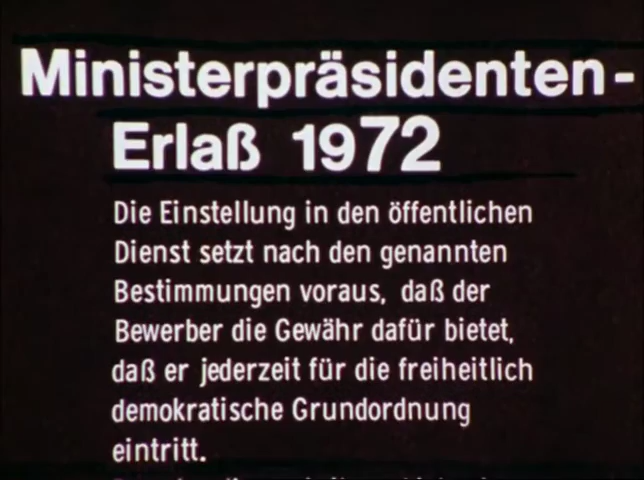 Ministerpräsidenten-
Erlaß 1972
Die Einstellung in den öffentlichen
Dienst setzt nach den genannten
Bestimmungen voraus, daß der
Bewerber die Gewähr dafür bietet,
daß er jederzeit für die freiheitlich
demokratische Grundordnung
eintritt.